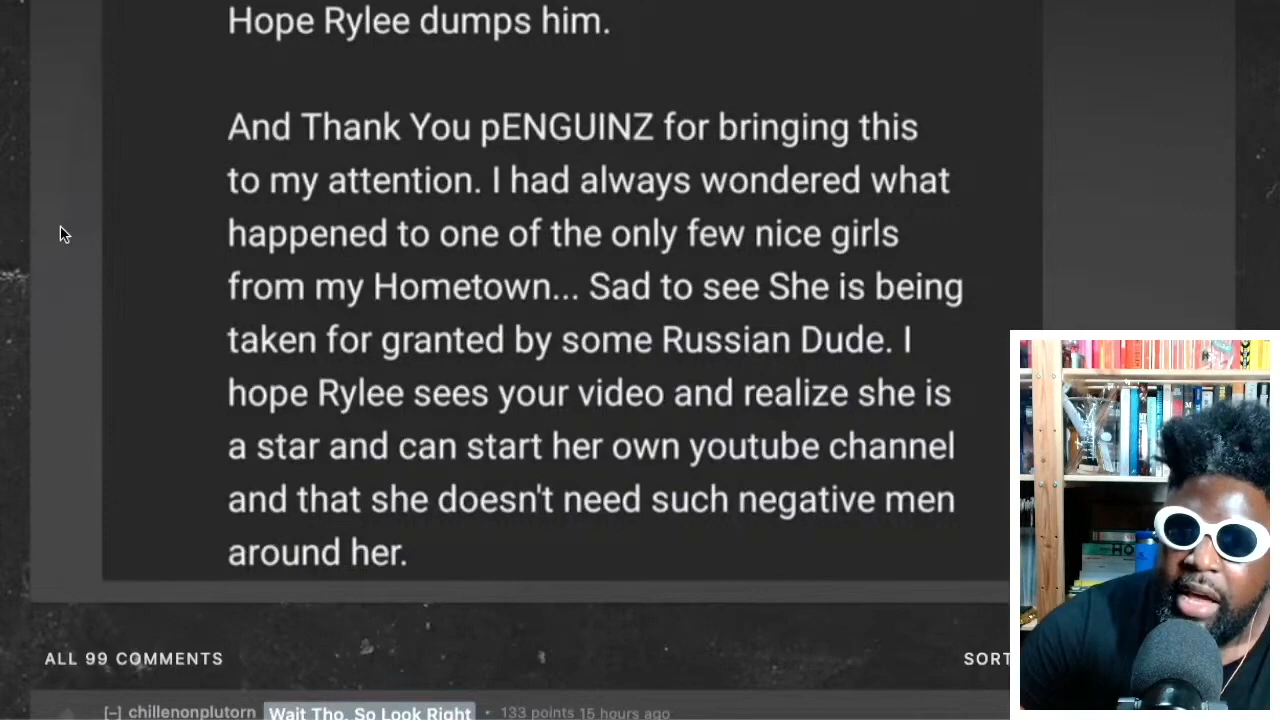 Hope Rylee dumps him.
And Thank You pENGUINZ for bringing this
to my attention. I had always wondered what
happened to one of the only few nice girls
from my Hometown... Sad to see She is being
taken for granted by some Russian Dude. I
hope Rylee sees your video and realize she is
a star and can start her own youtube channel
and that she doesn't need such negative men
around her.
ALL 99 COMMENTS
SORT
[–] chillenonplutorn Wait Tho, So Look Right • 133 points 15 hours ago
HO